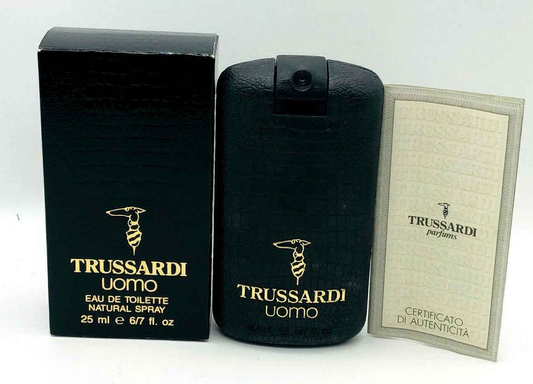 TRUSSARDI
uomo
EAU DE TOILETTE
NATURAL SPRAY
25 ml e 6/7 fl. oz
TRUSSARDI
uomo
TRUSSARDI
TRUSSARDI
parfums
CERTIFICATO
DI AUTENTICITÀ